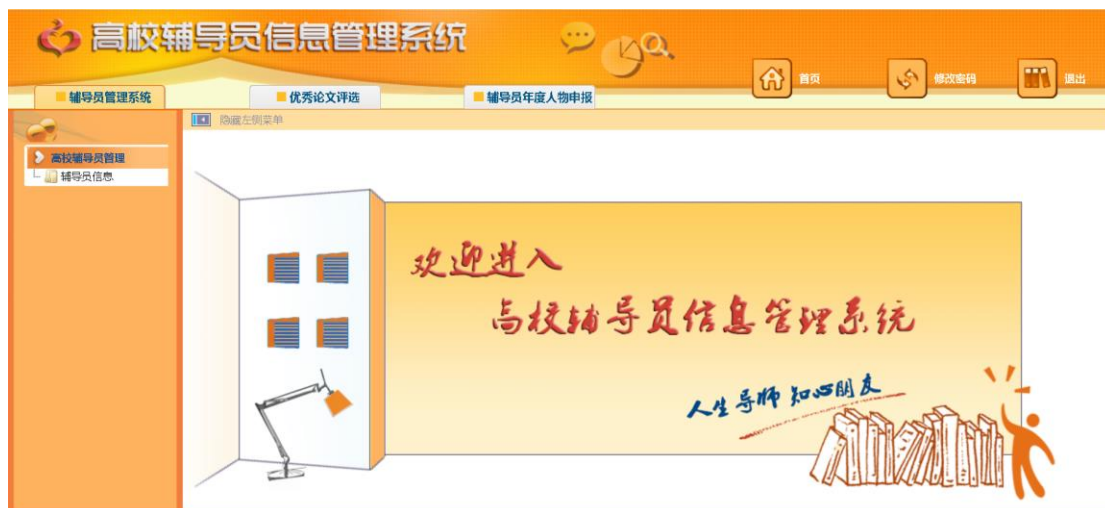 高校辅导员信息管理系统
首页
修改密码
退出
辅导员管理系统
优秀论文评选
辅导员年度人物申报
隐藏左侧菜单
高校辅导员管理
辅导员信息
欢迎进入
高校辅导员信息管理系统
人生导师 知心朋友